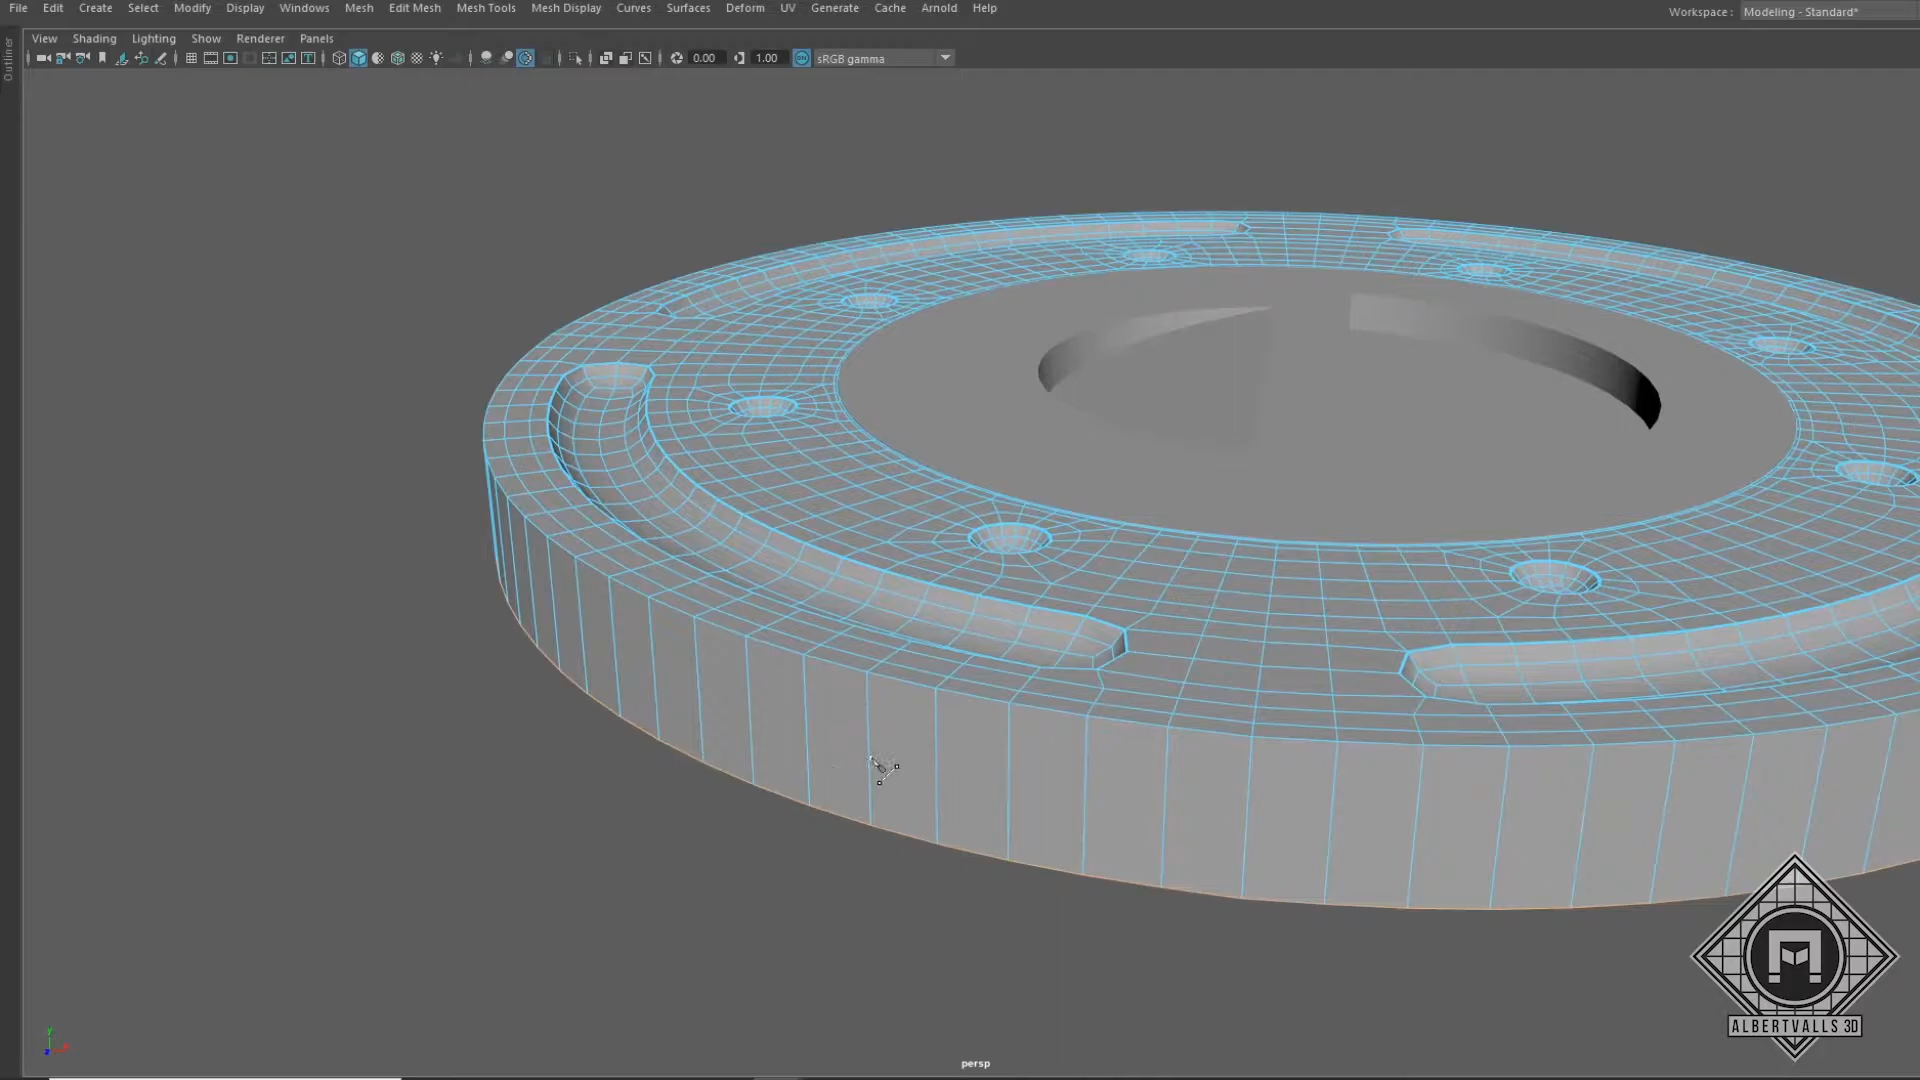 File Edit Create Select Modify Display Windows Mesh Edit Mesh Mesh Tools Mesh Display Curves Surfaces Deform UV Generate Cache Arnold Help
Workspace : Modeling - Standard*
View Shading Lighting Show Renderer Panels
0.00 1.00 ON sRGB gamma
Outliner
ALBERTVALLS 3D
y
z x
persp